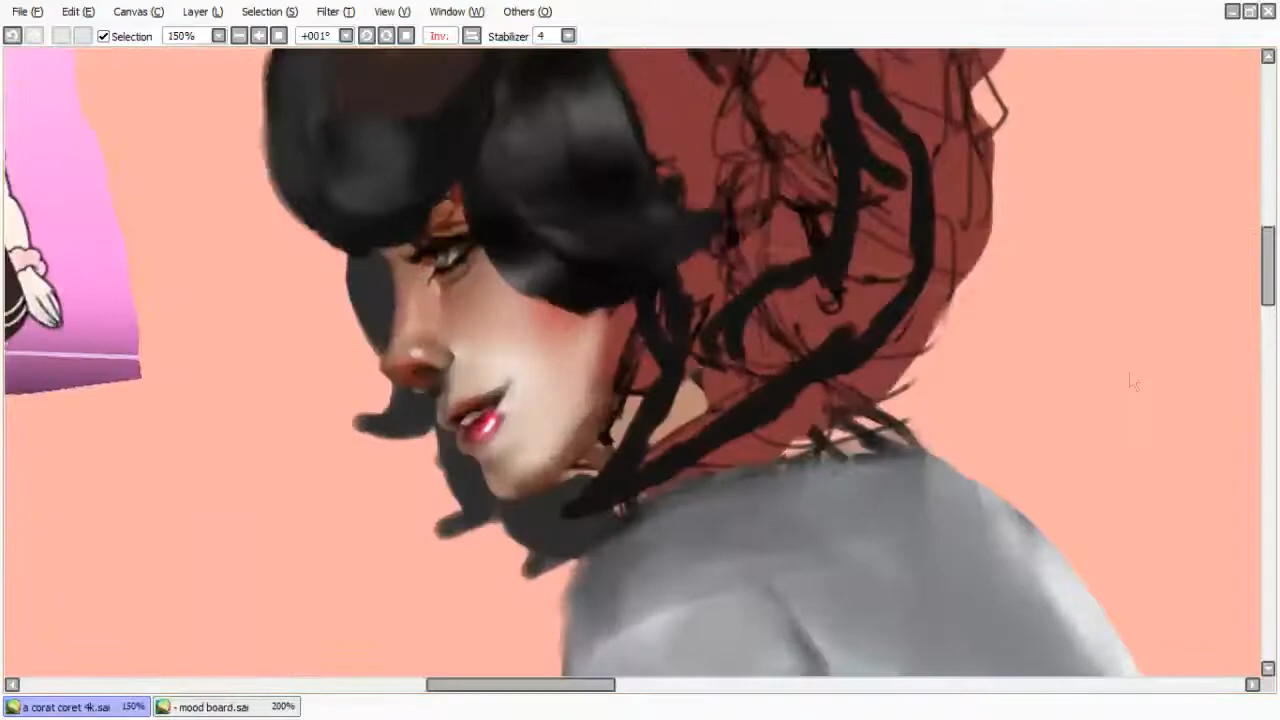 File (F) Edit (E) Canvas (C) Layer (L) Selection (S) Filter (T) View (V) Window (W) Others (O)
Selection 150% +001° Inv. Stabilizer 4
a corat coret 4k.sai 150% - mood board.sai 200%